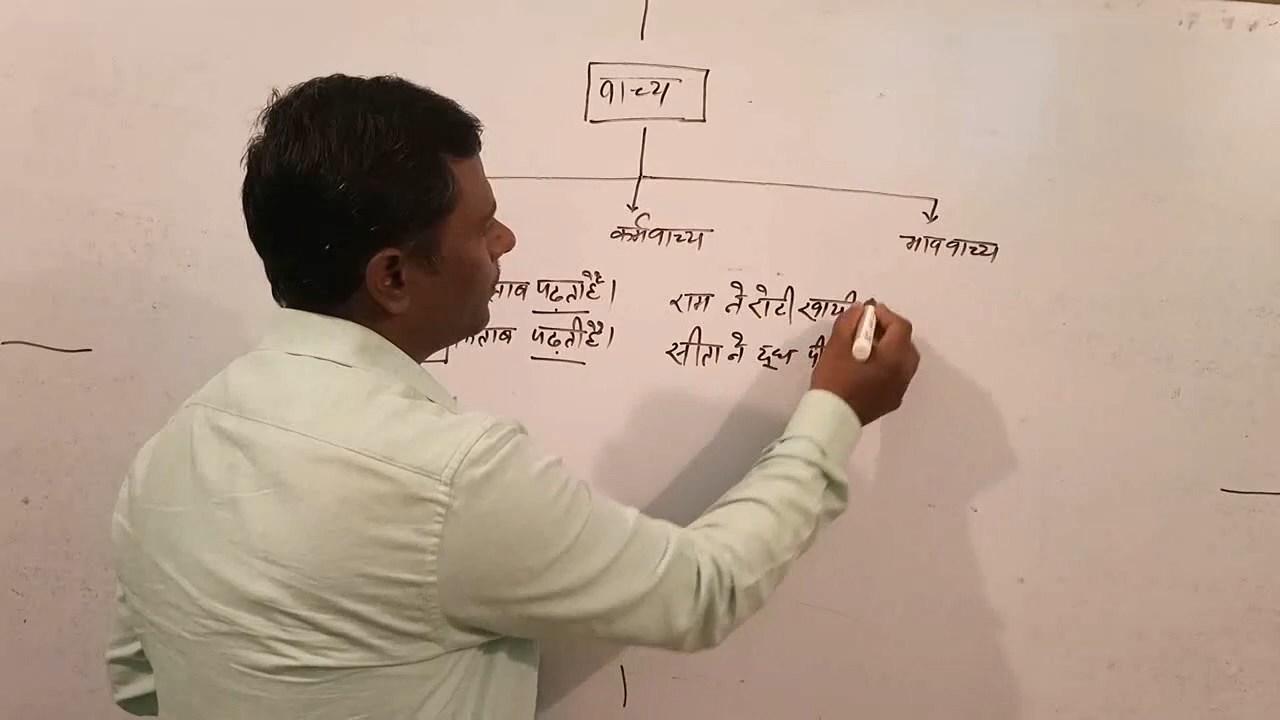 वाच्य
कर्मवाच्य
भाववाच्य
पढ़ता है। राम ने रोटी खायी
पढ़ती है। सीता ने दूध